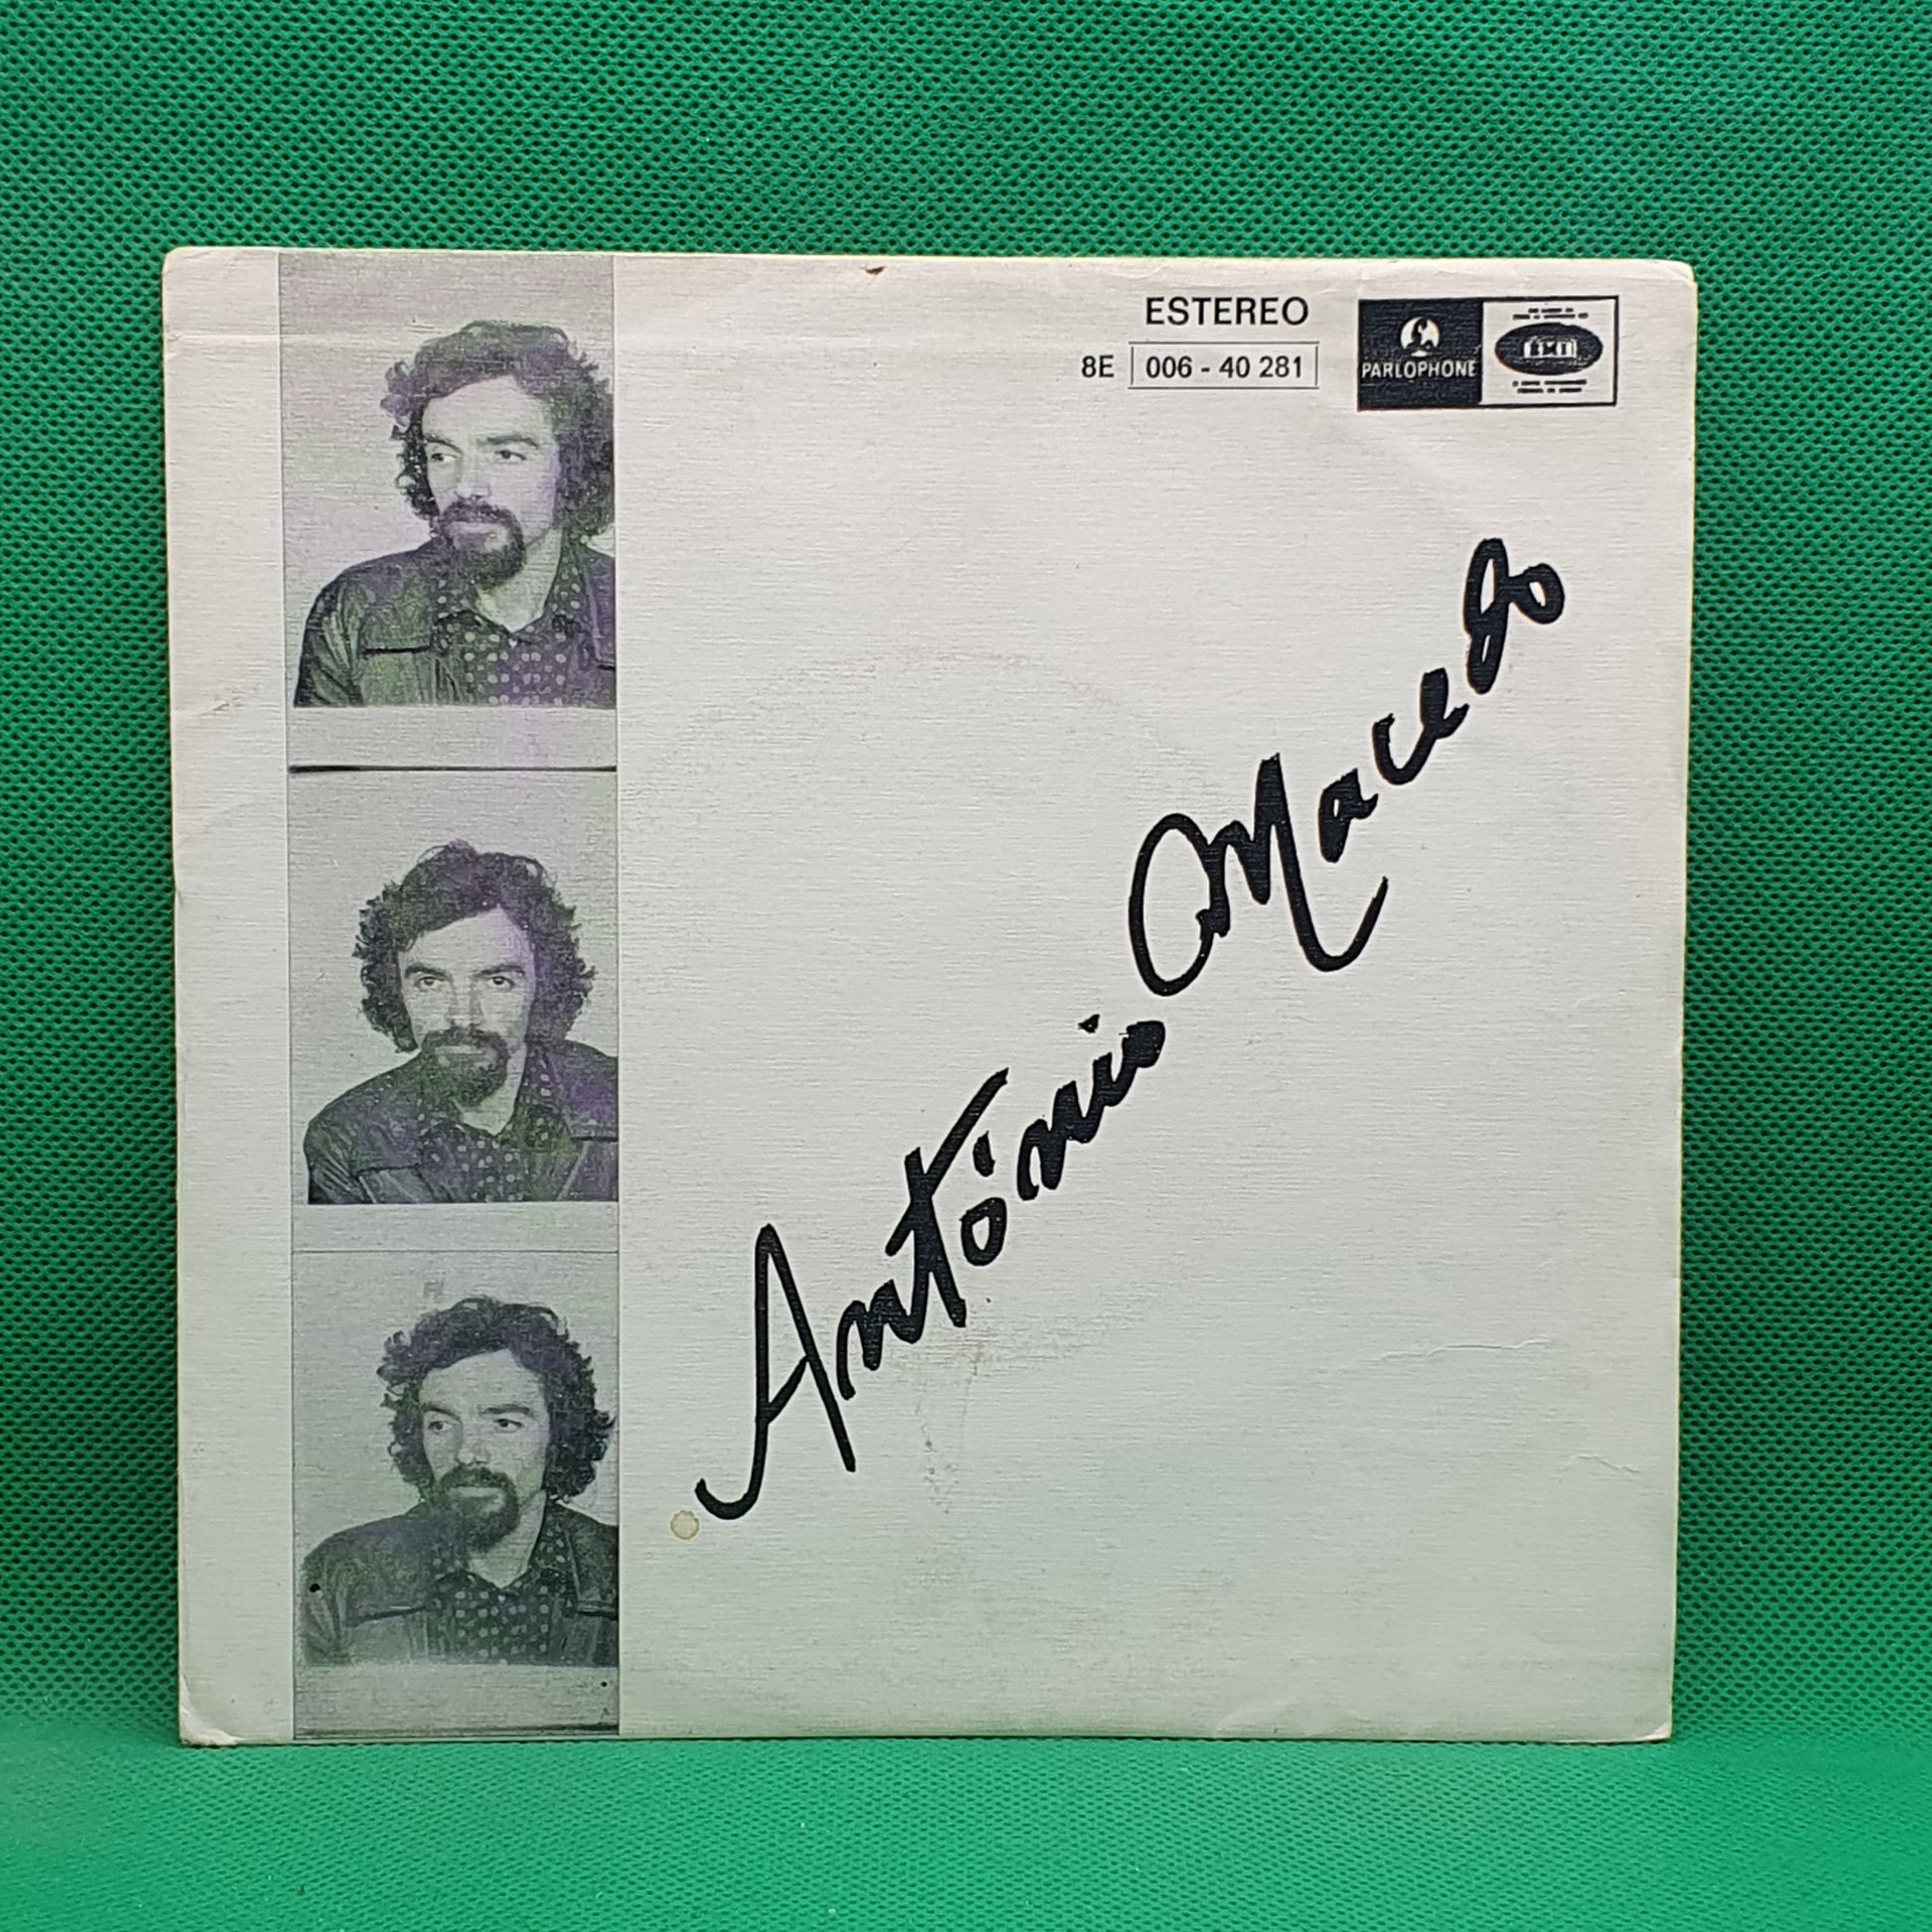 ESTEREO
8E 006 - 40 281
PARLOPHONE
EMI
António Macedo